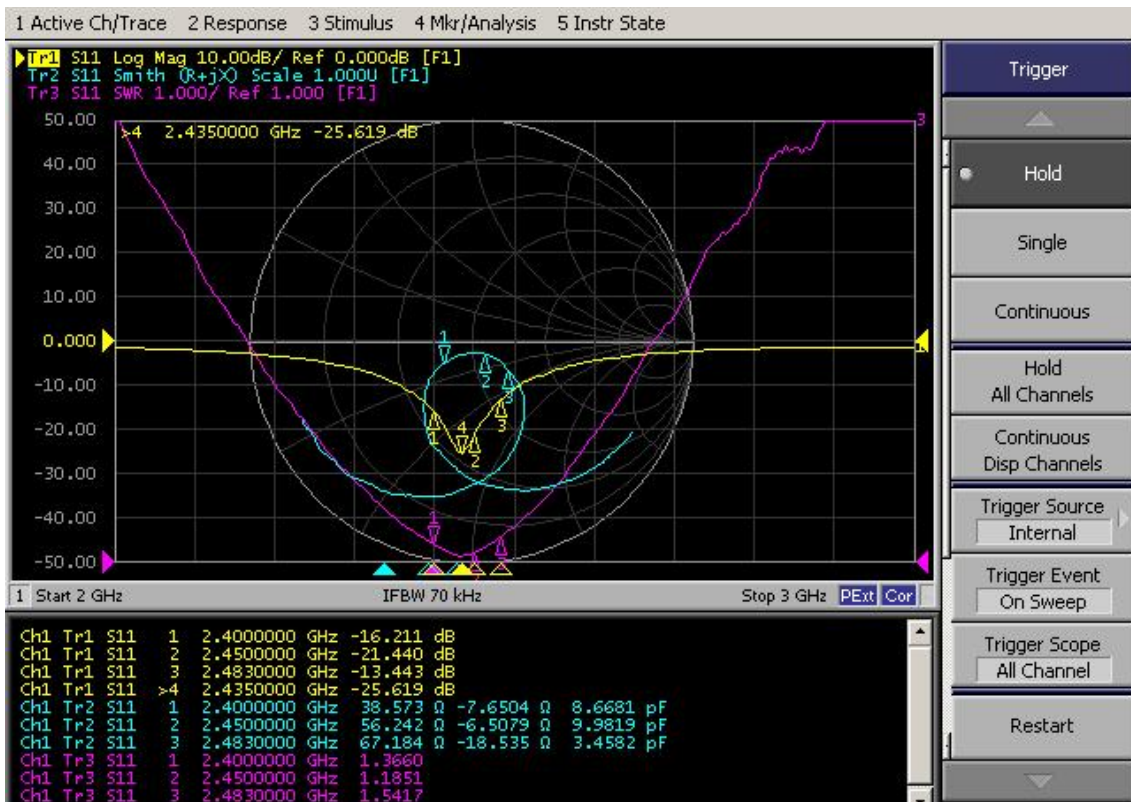 1 Active Ch/Trace 2 Response 3 Stimulus 4 Mkr/Analysis 5 Instr State
Tr1 S11 Log Mag 10.00dB/ Ref 0.000dB [F1]
Tr2 S11 Smith (R+jX) Scale 1.000U [F1]
Tr3 S11 SWR 1.000/ Ref 1.000 [F1]
>4 2.4350000 GHz -25.619 dB
50.00
40.00
30.00
20.00
10.00
0.000
-10.00
-20.00
-30.00
-40.00
-50.00
3
1
1
2
3
1
4
2
3
1
1 Start 2 GHz IFBW 70 kHz Stop 3 GHz PExt Cor
Ch1 Tr1 S11 1 2.4000000 GHz -16.211 dB
Ch1 Tr1 S11 2 2.4500000 GHz -21.440 dB
Ch1 Tr1 S11 3 2.4830000 GHz -13.443 dB
Ch1 Tr1 S11 >4 2.4350000 GHz -25.619 dB
Ch1 Tr2 S11 1 2.4000000 GHz 38.573 Ω -7.6504 Ω 8.6681 pF
Ch1 Tr2 S11 2 2.4500000 GHz 56.242 Ω -6.5079 Ω 9.9819 pF
Ch1 Tr2 S11 3 2.4830000 GHz 67.184 Ω -18.535 Ω 3.4582 pF
Ch1 Tr3 S11 1 2.4000000 GHz 1.3660
Ch1 Tr3 S11 2 2.4500000 GHz 1.1851
Ch1 Tr3 S11 3 2.4830000 GHz 1.5417
Trigger
Hold
Single
Continuous
Hold
All Channels
Continuous
Disp Channels
Trigger Source
Internal
Trigger Event
On Sweep
Trigger Scope
All Channel
Restart